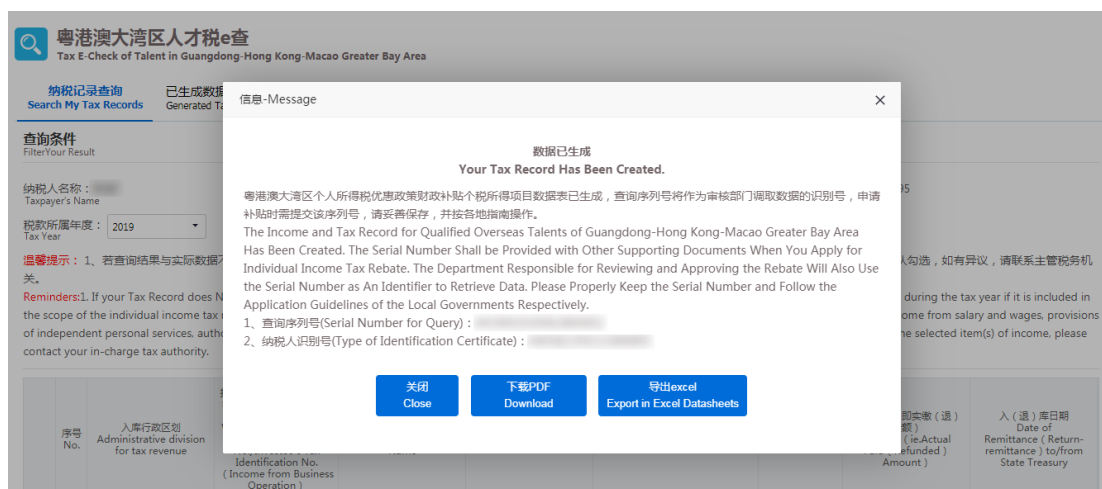 粤港澳大湾区人才税e查
Tax E-Check of Talent in Guangdong-Hong Kong-Macao Greater Bay Area
纳税记录查询
Search My Tax Records
已生成数据
Generated
信息-Message
查询条件
FilterYour Result
数据已生成
Your Tax Record Has Been Created.
纳税人名称：
Taxpayer's Name
95
税款所属年度： 2019
Tax Year
粤港澳大湾区个人所得税优惠政策财政补贴个税所得项目数据表已生成，查询序列号将作为审核部门调取数据的识别号，申请
补贴时需提交该序列号，请妥善保存，并按各地指南操作。
The Income and Tax Record for Qualified Overseas Talents of Guangdong-Hong Kong-Macao Greater Bay Area
Has Been Created. The Serial Number Shall be Provided with Other Supporting Documents When You Apply for
Individual Income Tax Rebate. The Department Responsible for Reviewing and Approving the Rebate Will Also Use
the Serial Number as An Identifier to Retrieve Data. Please Properly Keep the Serial Number and Follow the
Application Guidelines of the Local Governments Respectively.
1、查询序列号(Serial Number for Query)：
2、纳税人识别号(Type of Identification Certificate)：
关闭
Close
下载PDF
Download
导出excel
Export in Excel Datasheets
温馨提示：1、若查询结果与实际数据不
勾选，如有异议，请联系主管税务机
关。
Reminders:1. If your Tax Record does
during the tax year if it is included in
the scope of the individual income tax
ome from salary and wages, provisions
of independent personal services,
he selected item(s) of income, please
contact your in-charge tax authority.
序号
No.
入库行政区划
Administrative division
for tax revenue
Identification No.
( Income from Business
Operation )
即实缴（退）
额）
( ie.Actual
Amount )
入（退）库日期
Date of
Remittance ( Return-
remittance ) to/from
State Treasury